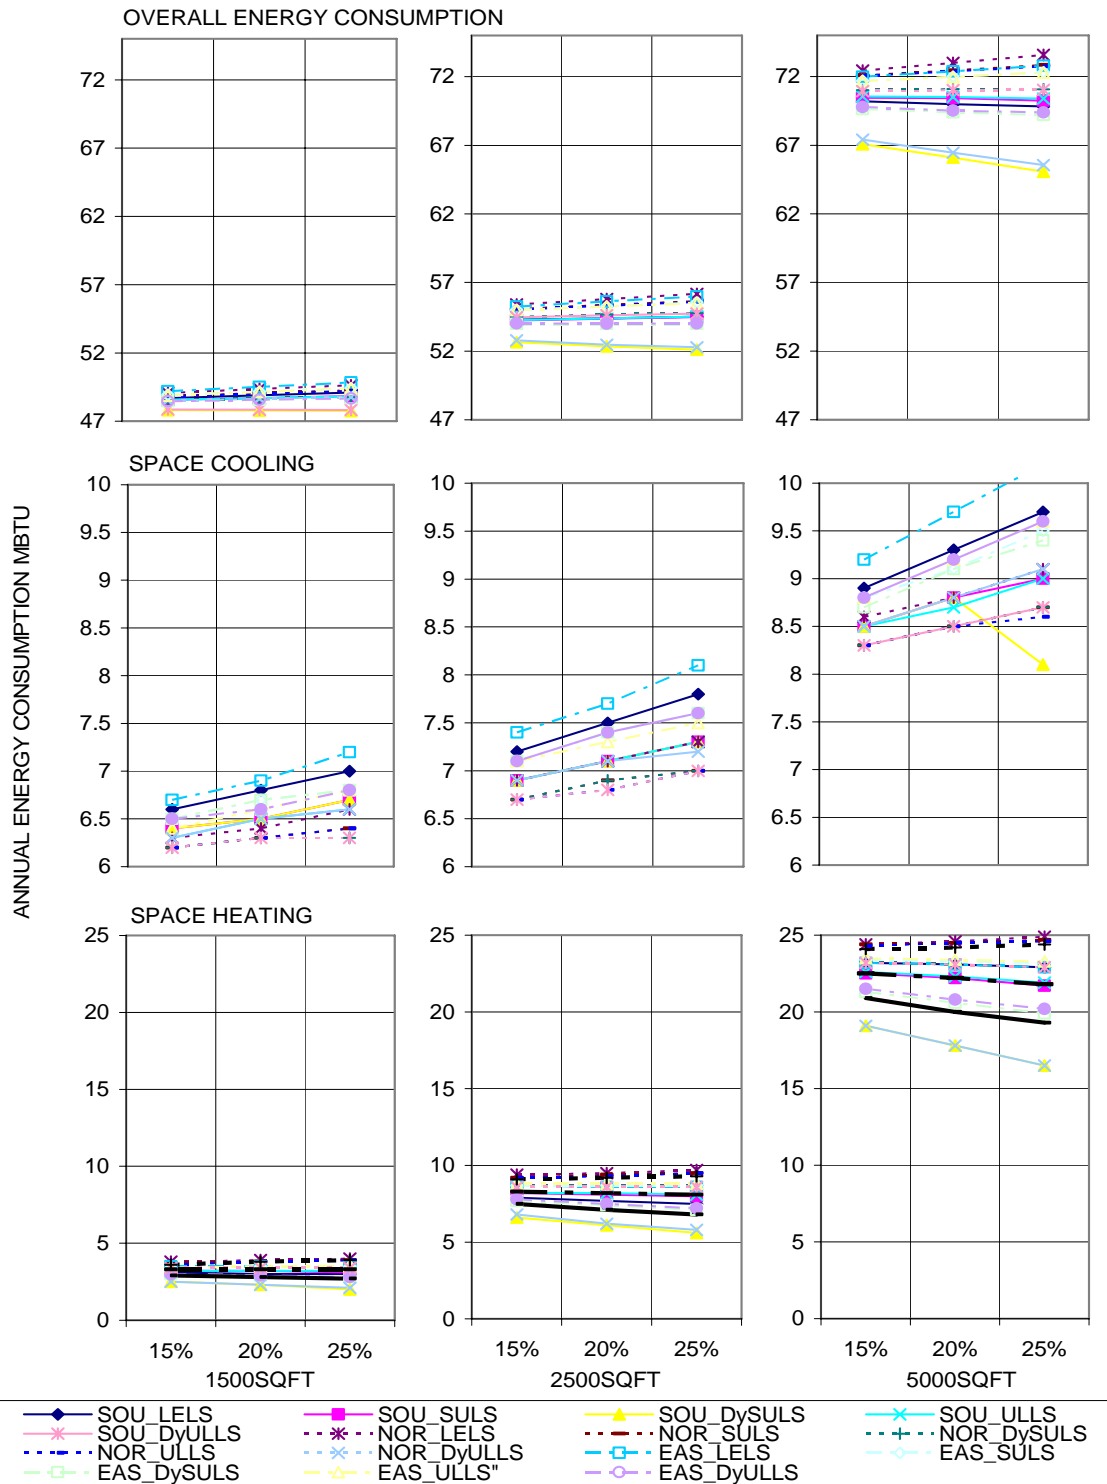 OVERALL ENERGY CONSUMPTION
72 72 72
67 67 67
62 62 62
57 57 57
52 52 52
47 47 47
SPACE COOLING
10 10 10
9.5 9.5 9.5
9 9 9
8.5 8.5 8.5
8 8 8
7.5 7.5 7.5
7 7 7
6.5 6.5 6.5
6 6 6
ANNUAL ENERGY CONSUMPTION MBTU
SPACE HEATING
25 25 25
20 20 20
15 15 15
10 10 10
5 5 5
0 0 0
15% 20% 25% 15% 20% 25% 15% 20% 25%
1500SQFT 2500SQFT 5000SQFT
SOU_LELS SOU_SULS SOU_DySULS SOU_ULLS
SOU_DyULLS NOR_LELS NOR_SULS NOR_DySULS
NOR_ULLS NOR_DyULLS EAS_LELS EAS_SULS
EAS_DySULS EAS_ULLS" EAS_DyULLS